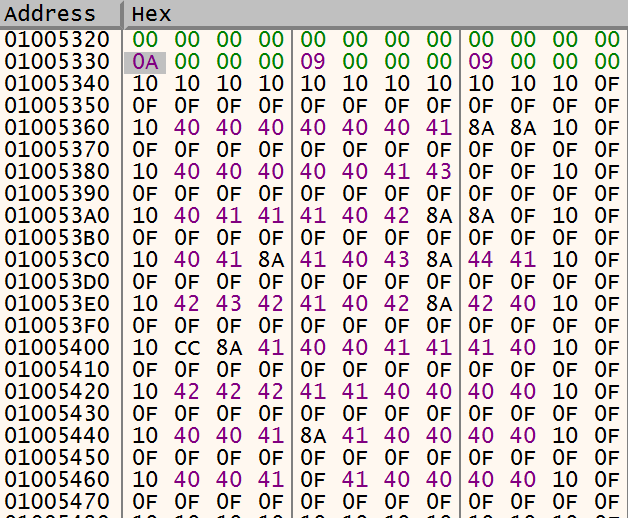 Address Hex
01005320 00 00 00 00 00 00 00 00 00 00 00 00
01005330 0A 00 00 00 09 00 00 00 09 00 00 00
01005340 10 10 10 10 10 10 10 10 10 10 10 0F
01005350 0F 0F 0F 0F 0F 0F 0F 0F 0F 0F 0F 0F
01005360 10 40 40 40 40 40 40 41 8A 8A 10 0F
01005370 0F 0F 0F 0F 0F 0F 0F 0F 0F 0F 0F 0F
01005380 10 40 40 40 40 40 41 43 0F 0F 10 0F
01005390 0F 0F 0F 0F 0F 0F 0F 0F 0F 0F 0F 0F
010053A0 10 40 41 41 41 40 42 8A 8A 0F 10 0F
010053B0 0F 0F 0F 0F 0F 0F 0F 0F 0F 0F 0F 0F
010053C0 10 40 41 8A 41 40 43 8A 44 41 10 0F
010053D0 0F 0F 0F 0F 0F 0F 0F 0F 0F 0F 0F 0F
010053E0 10 42 43 42 41 40 42 8A 42 40 10 0F
010053F0 0F 0F 0F 0F 0F 0F 0F 0F 0F 0F 0F 0F
01005400 10 CC 8A 41 40 40 41 41 41 40 10 0F
01005410 0F 0F 0F 0F 0F 0F 0F 0F 0F 0F 0F 0F
01005420 10 42 42 42 41 41 40 40 40 40 10 0F
01005430 0F 0F 0F 0F 0F 0F 0F 0F 0F 0F 0F 0F
01005440 10 40 40 41 8A 41 40 40 40 40 10 0F
01005450 0F 0F 0F 0F 0F 0F 0F 0F 0F 0F 0F 0F
01005460 10 40 40 41 0F 41 40 40 40 40 10 0F
01005470 0F 0F 0F 0F 0F 0F 0F 0F 0F 0F 0F 0F